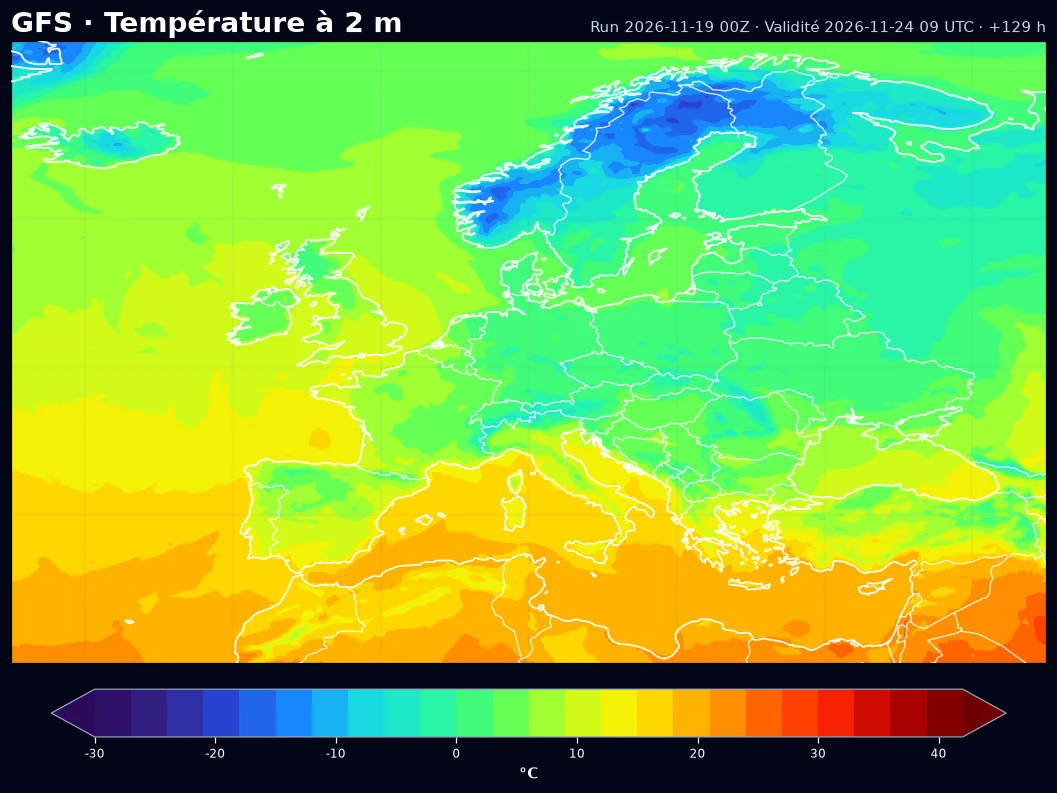 GFS · Température à 2 m
Run 2026-11-19 00Z · Validité 2026-11-24 09 UTC · +129 h
-30 -20 -10 0 10 20 30 40
°C